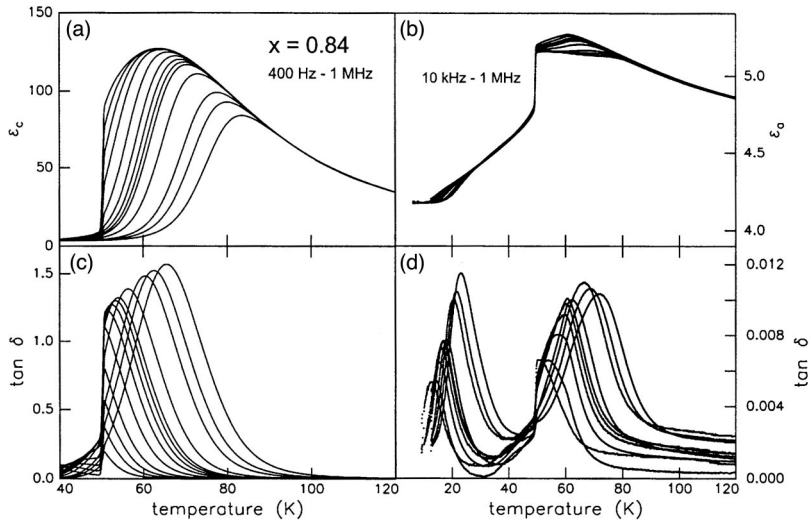 (a)
x = 0.84
400 Hz - 1 MHz
150
100
50
0
εc
(b)
10 kHz - 1 MHz
5.0
4.5
4.0
εa
(c)
1.5
1.0
0.5
0.0
tan δ
40 60 80 100 120
temperature (K)
(d)
0.012
0.008
0.004
0.000
tan δ
20 40 60 80 100 120
temperature (K)